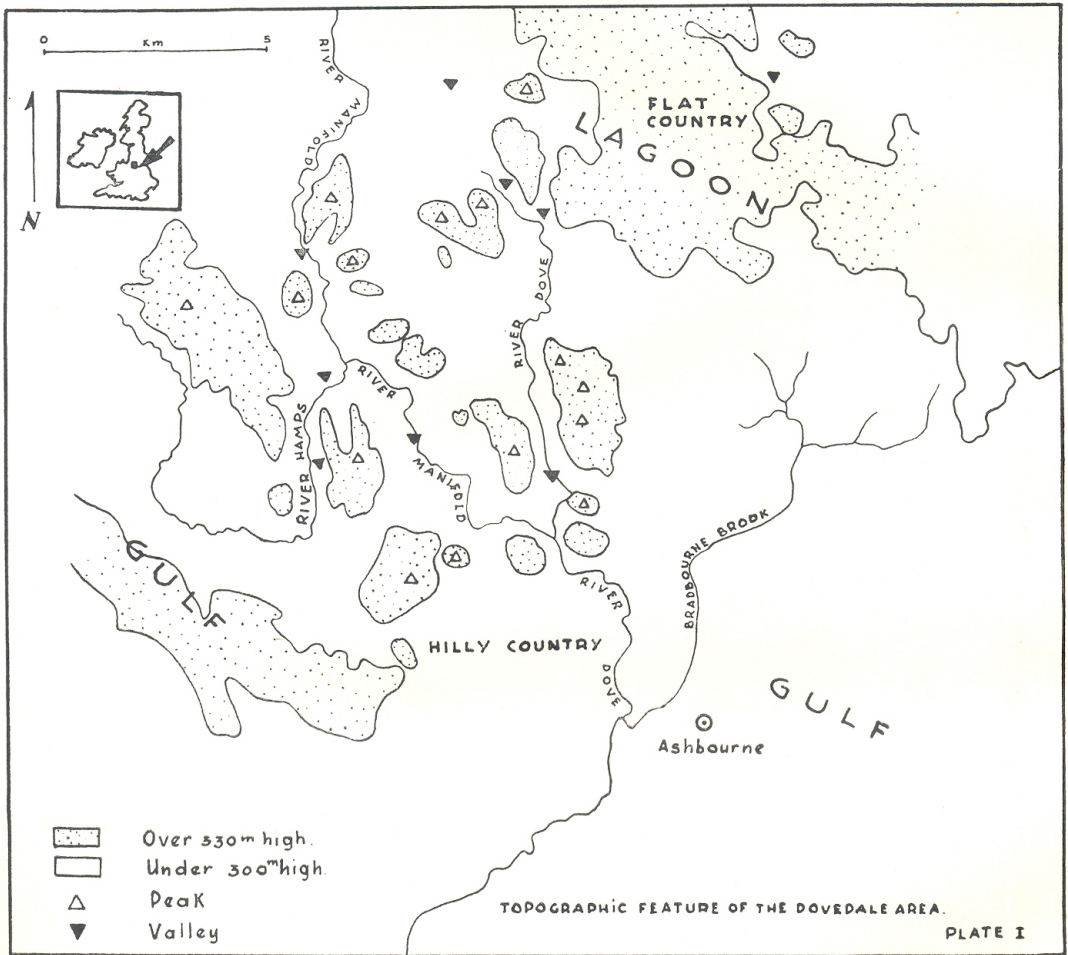 0 Km 5
N
RIVER MANIFOLD
FLAT
COUNTRY
LAGOON
RIVER DOVE
RIVER
MANIFOLD
RIVER HAMPS
GULF
BRADBOURNE BROOK
RIVER
DOVE
HILLY COUNTRY
GULF
Ashbourne
Over 330m high.
Under 300m high.
Peak
Valley
TOPOGRAPHIC FEATURE OF THE DOVEDALE AREA.
PLATE I